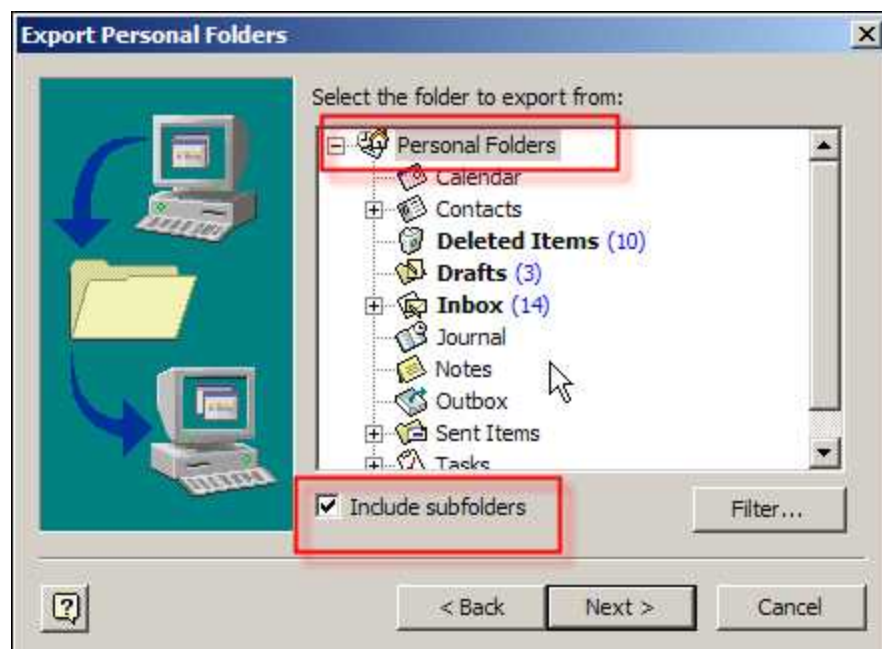 Export Personal Folders
Select the folder to export from:
Personal Folders
Calendar
Contacts
Deleted Items (10)
Drafts (3)
Inbox (14)
Journal
Notes
Outbox
Sent Items
Tasks
Include subfolders
Filter...
< Back
Next >
Cancel